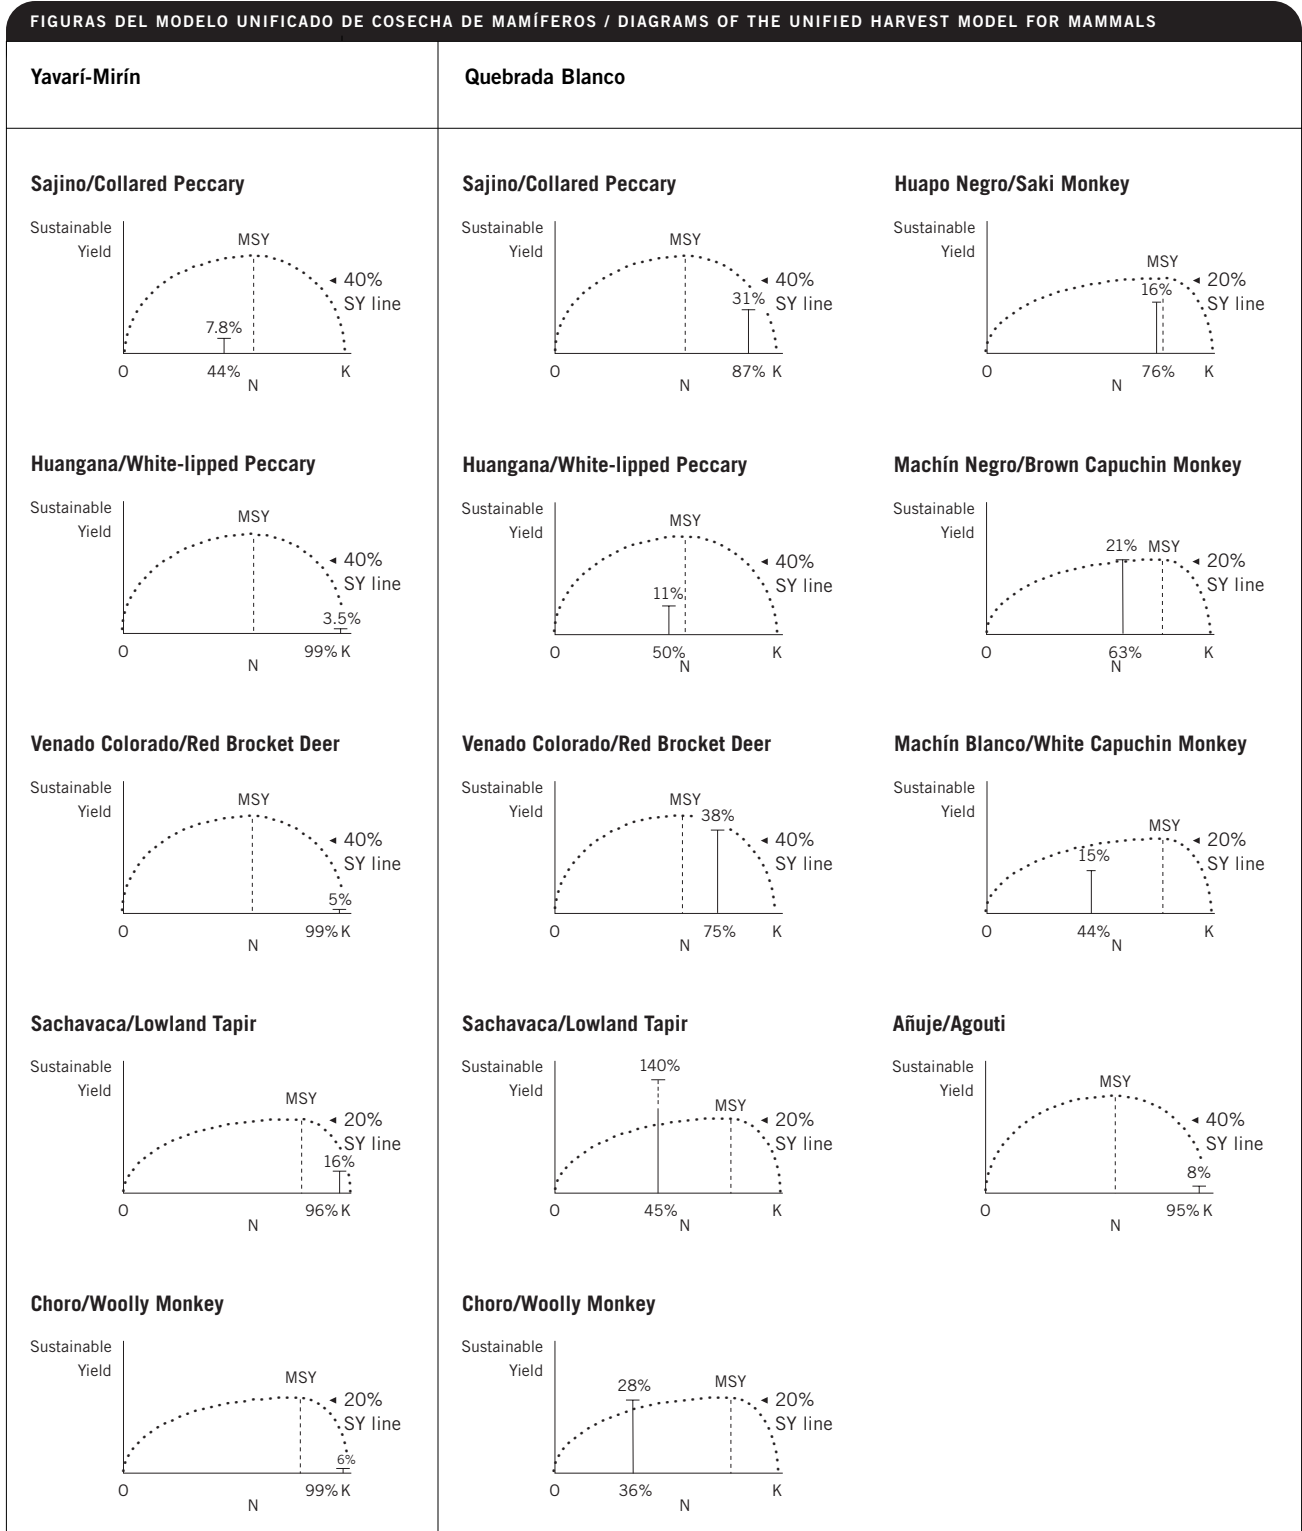 FIGURAS DEL MODELO UNIFICADO DE COSECHA DE MAMÍFEROS / DIAGRAMS OF THE UNIFIED HARVEST MODEL FOR MAMMALS
Yavarí-Mirín
Sajino/Collared Peccary
Sustainable
Yield
MSY
◂ 40%
SY line
7.8%
O
44%
N
K
Huangana/White-lipped Peccary
Sustainable
Yield
MSY
◂ 40%
SY line
3.5%
O
99% K
N
Venado Colorado/Red Brocket Deer
Sustainable
Yield
MSY
◂ 40%
SY line
5%
O
99% K
N
Sachavaca/Lowland Tapir
Sustainable
Yield
MSY
◂ 20%
SY line
16%
O
96% K
N
Choro/Woolly Monkey
Sustainable
Yield
MSY
◂ 20%
SY line
6%
O
99% K
N
Quebrada Blanco
Sajino/Collared Peccary
Sustainable
Yield
MSY
◂ 40%
SY line
31%
O
87% K
N
Huangana/White-lipped Peccary
Sustainable
Yield
MSY
◂ 40%
SY line
11%
O
50%
N
K
Venado Colorado/Red Brocket Deer
Sustainable
Yield
MSY
38%
◂ 40%
SY line
O
75%
N
K
Sachavaca/Lowland Tapir
Sustainable
Yield
140%
MSY
◂ 20%
SY line
O
45%
N
K
Choro/Woolly Monkey
Sustainable
Yield
28%
MSY
◂ 20%
SY line
O
36%
N
K
Huapo Negro/Saki Monkey
Sustainable
Yield
MSY
16%
◂ 20%
SY line
O
76%
N
K
Machín Negro/Brown Capuchin Monkey
Sustainable
Yield
21%
MSY
◂ 20%
SY line
O
63%
N
K
Machín Blanco/White Capuchin Monkey
Sustainable
Yield
MSY
15%
◂ 20%
SY line
O
44%
N
K
Añuje/Agouti
Sustainable
Yield
MSY
◂ 40%
SY line
8%
O
95% K
N